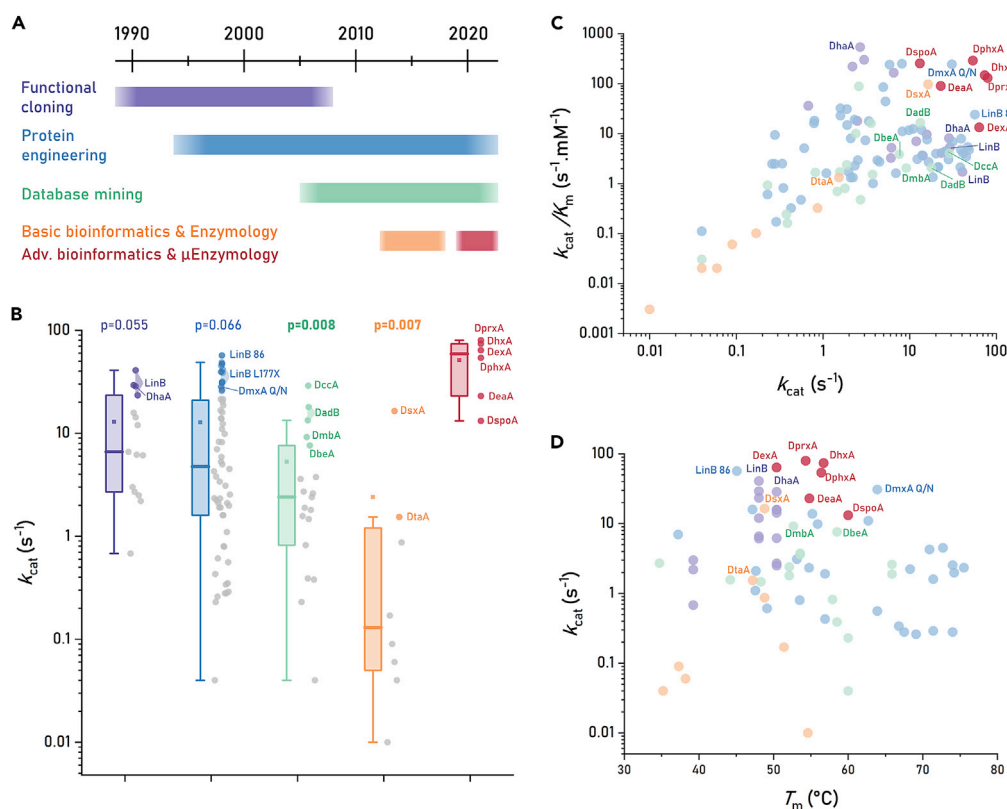 A
1990
2000
2010
2020
Functional
cloning
Protein
engineering
Database mining
Basic bioinformatics & Enzymology
Adv. bioinformatics & µEnzymology
B
p=0.055
p=0.066
p=0.008
p=0.007
100
10
1
0.1
0.01
kcat (s-1)
LinB
DhaA
LinB 86
LinB L177X
DmxA Q/N
DccA
DadB
DmbA
DbeA
DsxA
DtaA
DprxA
DhxA
DexA
DphxA
DeaA
DspoA
C
1000
100
10
1
0.1
0.01
0.001
kcat/Km (s-1.mM-1)
0.01
0.1
1
10
100
kcat (s-1)
DhaA
DspoA
DphxA
DmxA Q/N
Dhx
DeaA
Dprx
DsxA
LinB 8
DadB
DexA
DbeA
DhaA
LinB
DccA
DtaA
DmbA
DadB
LinB
D
100
10
1
0.1
0.01
0.001
kcat (s-1)
30
40
50
60
70
80
Tm (°C)
DprxA
DexA
DhxA
LinB 86
LinB
DphxA
DhaA
DmxA Q/N
DsxA
DeaA
DspoA
DmbA
DbeA
DtaA